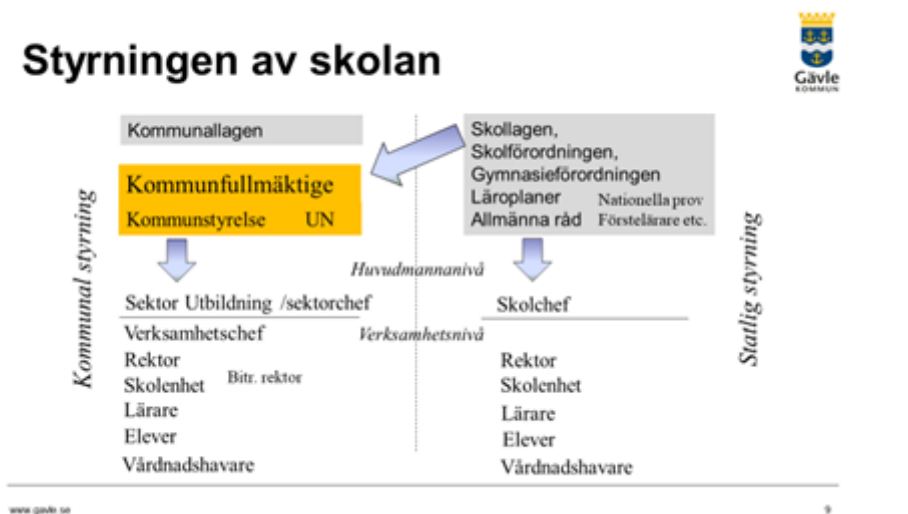 Styrningen av skolan
Gävle
KOMMUN
Kommunallagen
Kommunfullmäktige
Kommunstyrelse UN
Skollagen,
Skolförordningen,
Gymnasieförordningen
Läroplaner Nationella prov
Allmänna råd Förstelärare etc.
Kommunal styrning
Statlig styrning
Huvudmannanivå
Sektor Utbildning /sektorchef
Skolchef
Verksamhetsnivå
Verksamhetschef
Rektor
Skolenhet Bitr. rektor
Lärare
Elever
Vårdnadshavare
Rektor
Skolenhet
Lärare
Elever
Vårdnadshavare
www.gavle.se
9